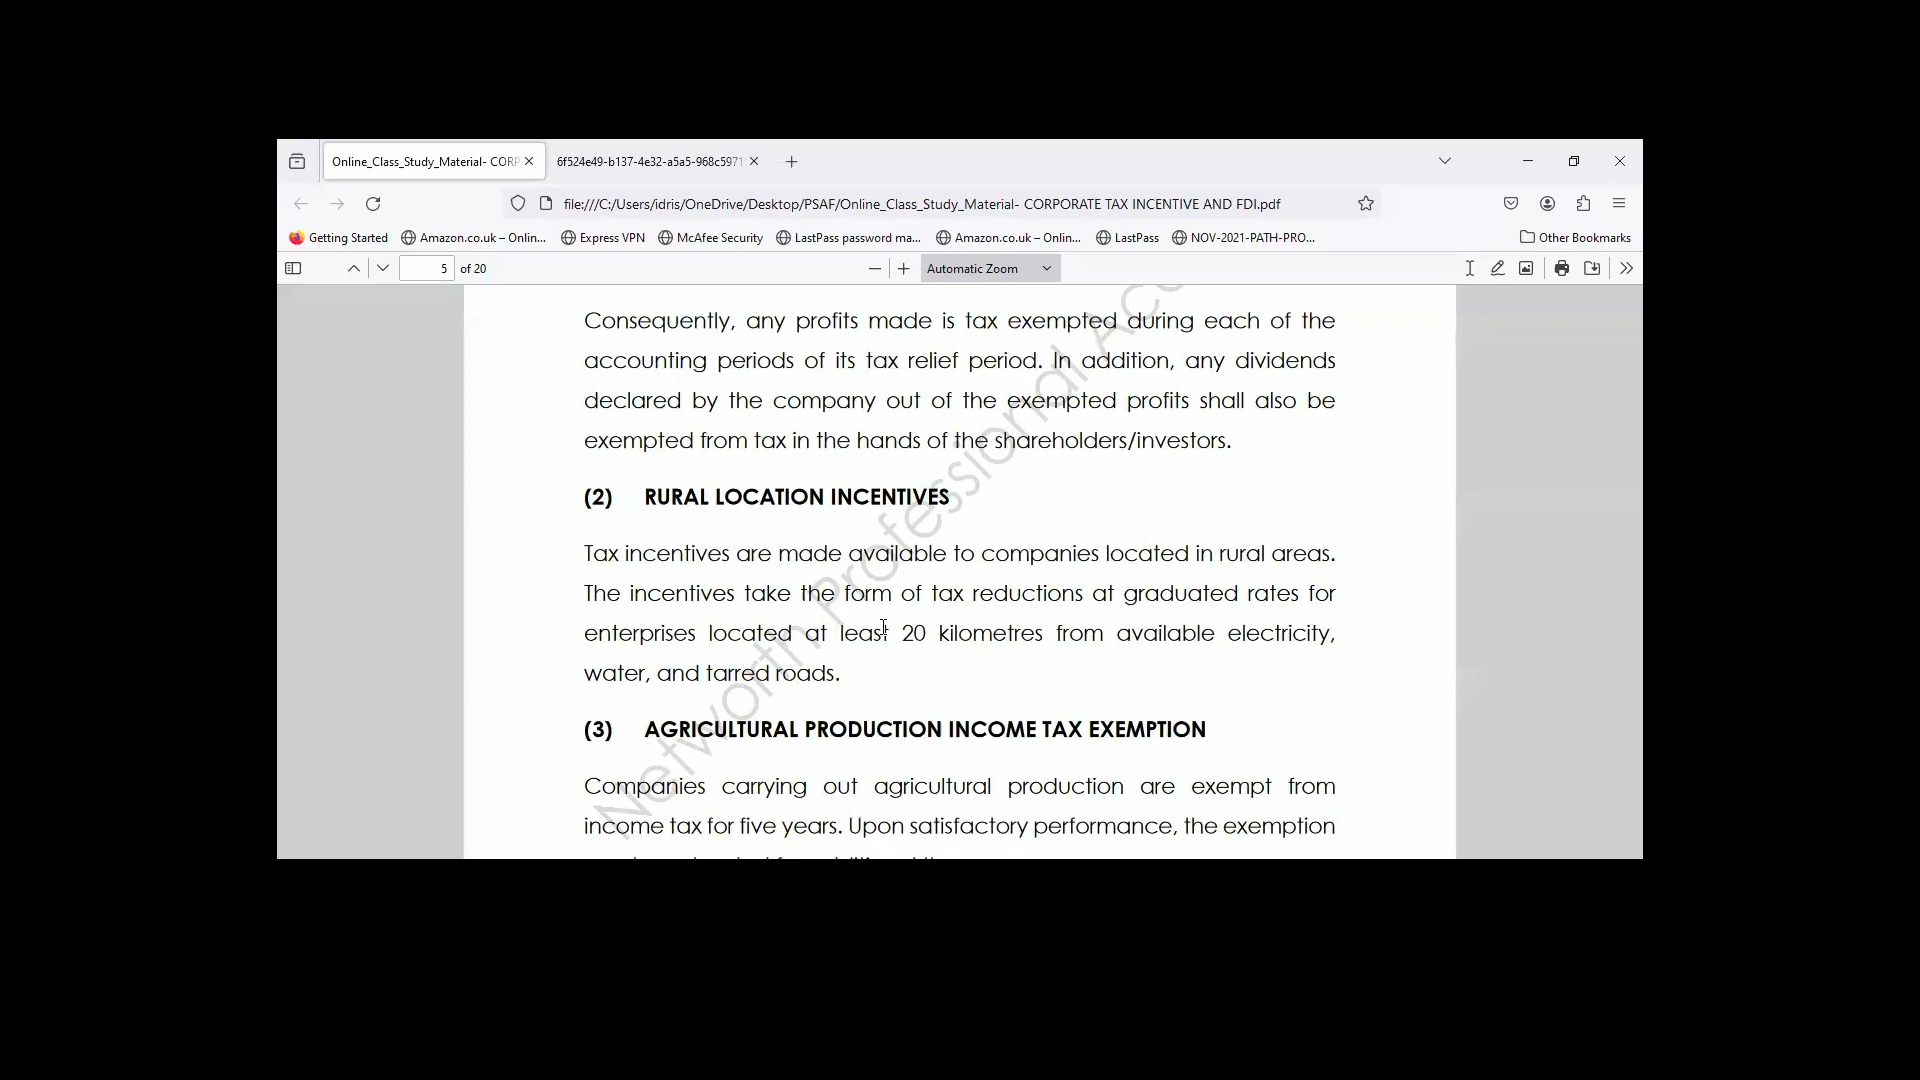 Online_Class_Study_Material- CORP
6f524e49-b137-4e32-a5a5-968c5971
file:///C:/Users/idris/OneDrive/Desktop/PSAF/Online_Class_Study_Material- CORPORATE TAX INCENTIVE AND FDI.pdf
Getting Started Amazon.co.uk – Onlin... Express VPN McAfee Security LastPass password ma... Amazon.co.uk – Onlin... LastPass NOV-2021-PATH-PRO... Other Bookmarks
5 of 20 Automatic Zoom
Consequently, any profits made is tax exempted during each of the
accounting periods of its tax relief period. In addition, any dividends
declared by the company out of the exempted profits shall also be
exempted from tax in the hands of the shareholders/investors.
(2) RURAL LOCATION INCENTIVES
Tax incentives are made available to companies located in rural areas.
The incentives take the form of tax reductions at graduated rates for
enterprises located at least 20 kilometres from available electricity,
water, and tarred roads.
(3) AGRICULTURAL PRODUCTION INCOME TAX EXEMPTION
Companies carrying out agricultural production are exempt from
income tax for five years. Upon satisfactory performance, the exemption
Networth Professional Acc